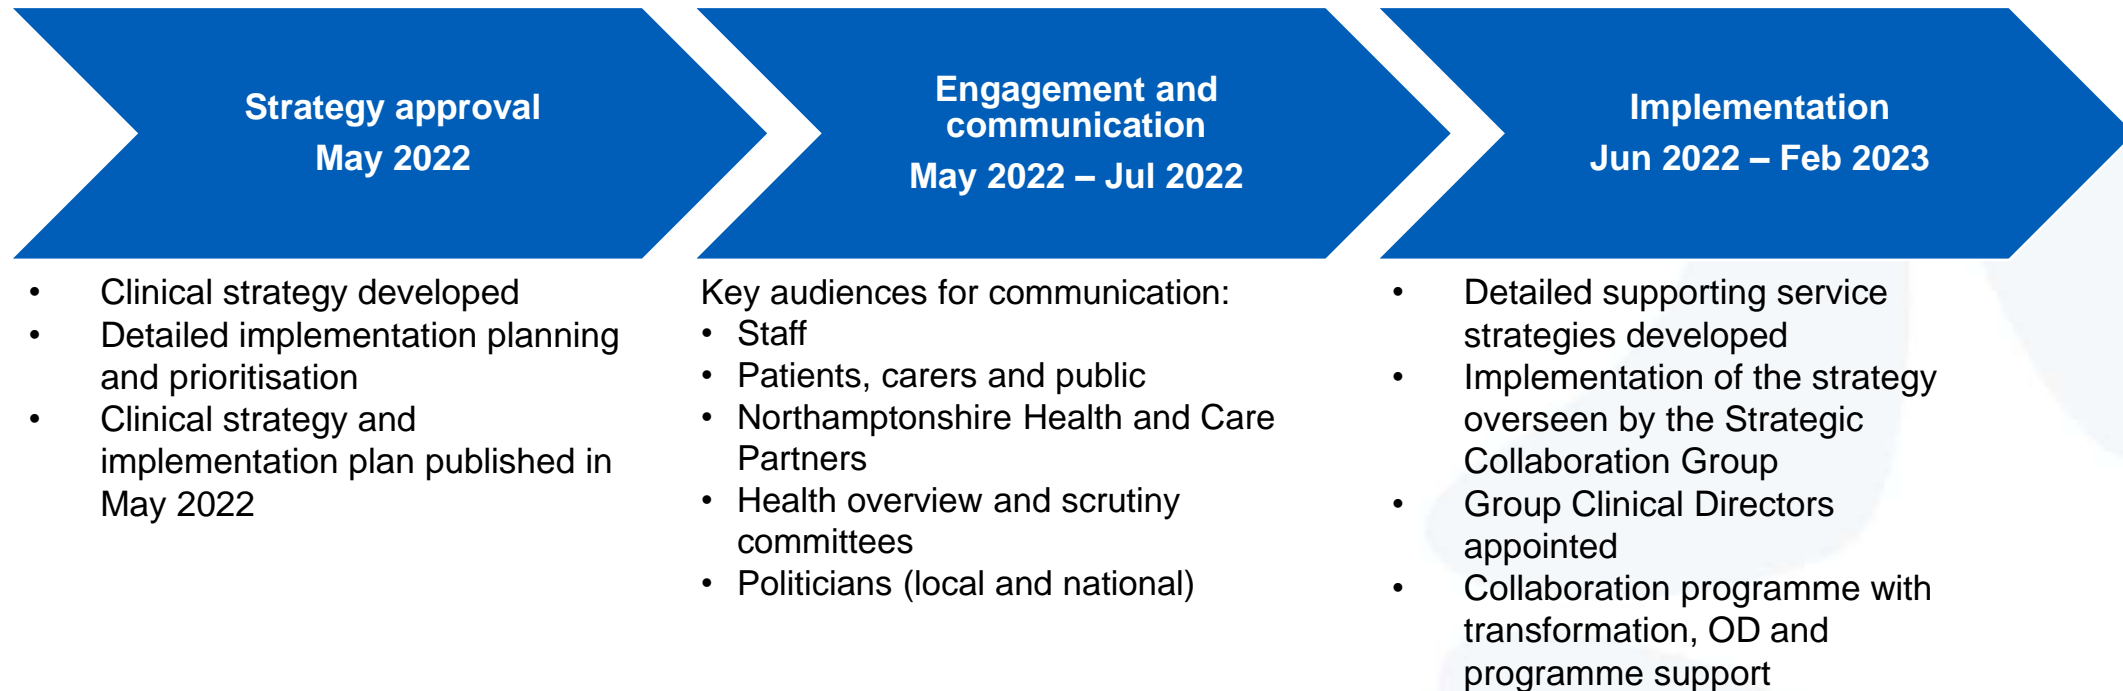 Strategy approval
May 2022
• Clinical strategy developed
• Detailed implementation planning
and prioritisation
• Clinical strategy and
implementation plan published in
May 2022
Engagement and
communication
May 2022 – Jul 2022
Key audiences for communication:
• Staff
• Patients, carers and public
• Northamptonshire Health and Care
Partners
• Health overview and scrutiny
committees
• Politicians (local and national)
Implementation
Jun 2022 – Feb 2023
• Detailed supporting service
strategies developed
• Implementation of the strategy
overseen by the Strategic
Collaboration Group
• Group Clinical Directors
appointed
• Collaboration programme with
transformation, OD and
programme support